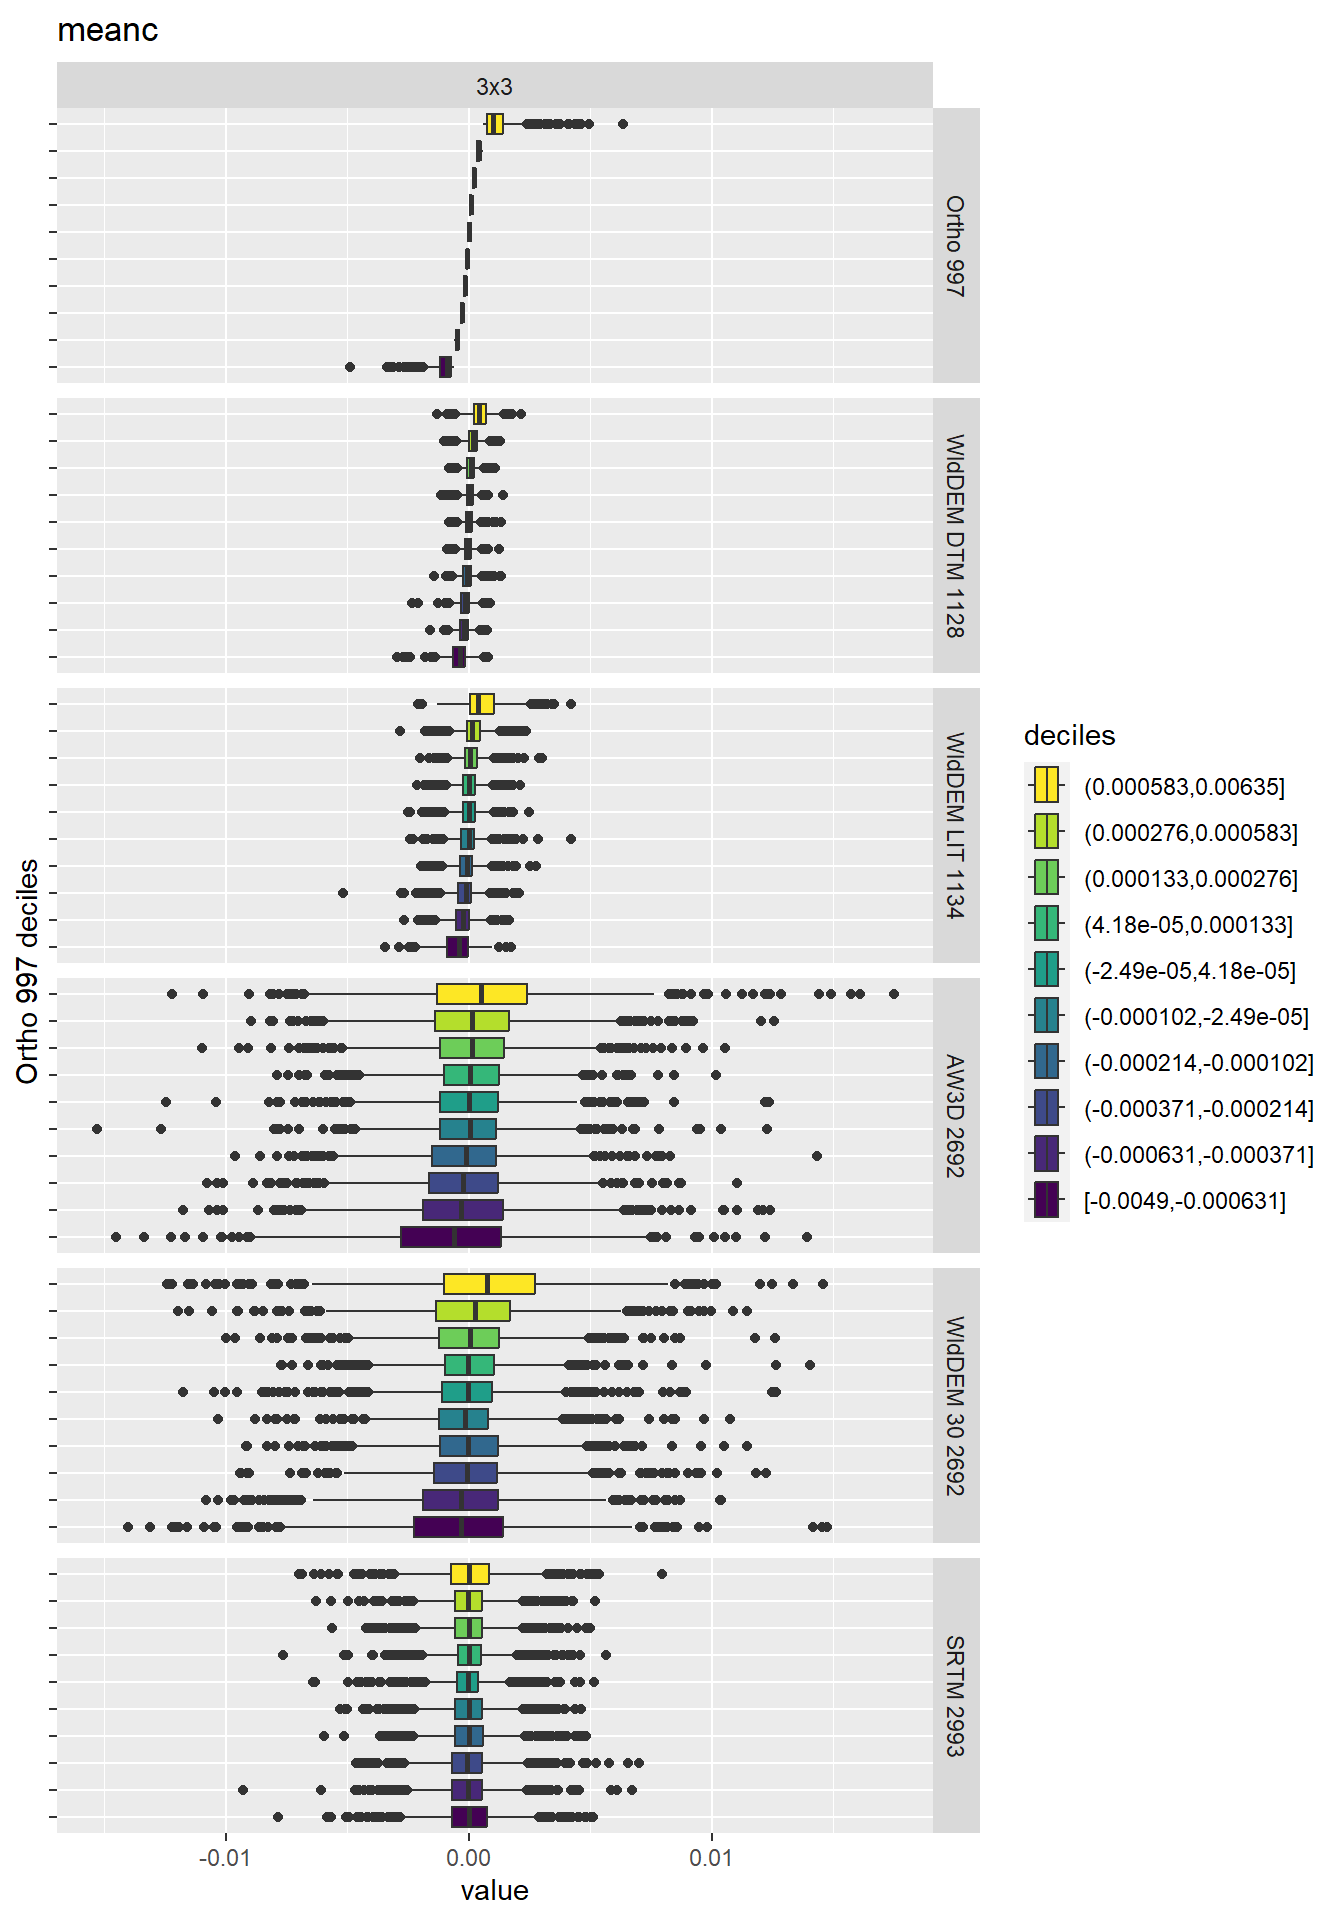 meanc
3x3
Ortho 997
WldDEM DTM 1128
WldDEM LIT 1134
AW3D 2692
WldDEM 30 2692
SRTM 2993
Ortho 997 deciles
-0.01
0.00
0.01
value
deciles
(0.000583,0.00635]
(0.000276,0.000583]
(0.000133,0.000276]
(4.18e-05,0.000133]
(-2.49e-05,4.18e-05]
(-0.000102,-2.49e-05]
(-0.000214,-0.000102]
(-0.000371,-0.000214]
(-0.000631,-0.000371]
[-0.0049,-0.000631]